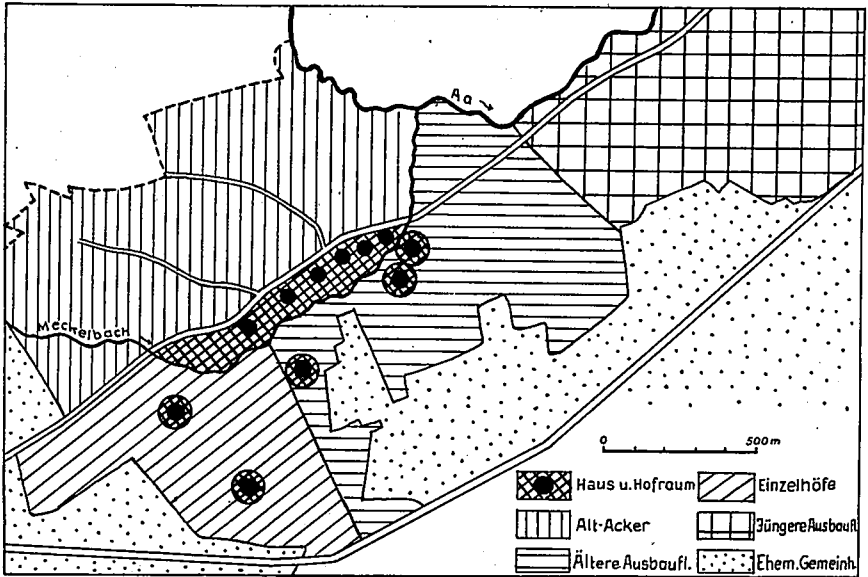 Aa →
Meckelbach →
0 500m
Haus u. Hofraum
Einzelhöfe
Alt-Acker
Jüngere Ausbaufl.
Ältere Ausbaufl.
Ehem. Gemeinh.